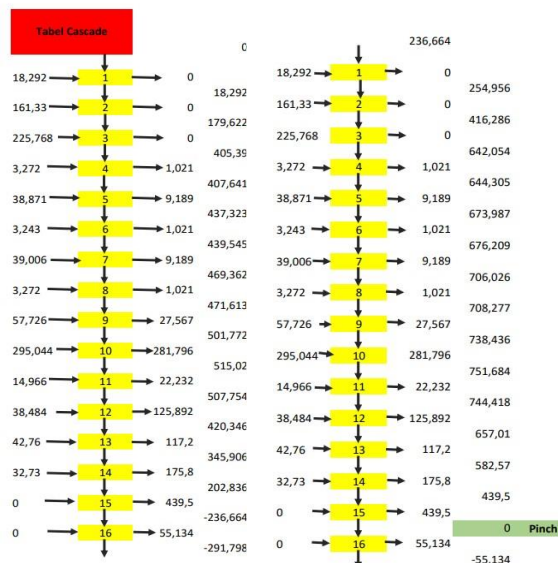 Tabel Cascade
0
18,292 1 0
18,292
161,33 2 0
179,622
225,768 3 0
405,39
3,272 4 1,021
407,641
38,871 5 9,189
437,323
3,243 6 1,021
439,545
39,006 7 9,189
469,362
3,272 8 1,021
471,613
57,726 9 27,567
501,772
295,044 10 281,796
515,02
14,966 11 22,232
507,754
38,484 12 125,892
420,346
42,76 13 117,2
345,906
32,73 14 175,8
202,836
0 15 439,5
-236,664
0 16 55,134
-291,798
236,664
18,292 1 0
254,956
161,33 2 0
416,286
225,768 3 0
642,054
3,272 4 1,021
644,305
38,871 5 9,189
673,987
3,243 6 1,021
676,209
39,006 7 9,189
706,026
3,272 8 1,021
708,277
57,726 9 27,567
738,436
295,044 10 281,796
751,684
14,966 11 22,232
744,418
38,484 12 125,892
657,01
42,76 13 117,2
582,57
32,73 14 175,8
439,5
0 15 439,5
0 Pinch
0 16 55,134
-55,134